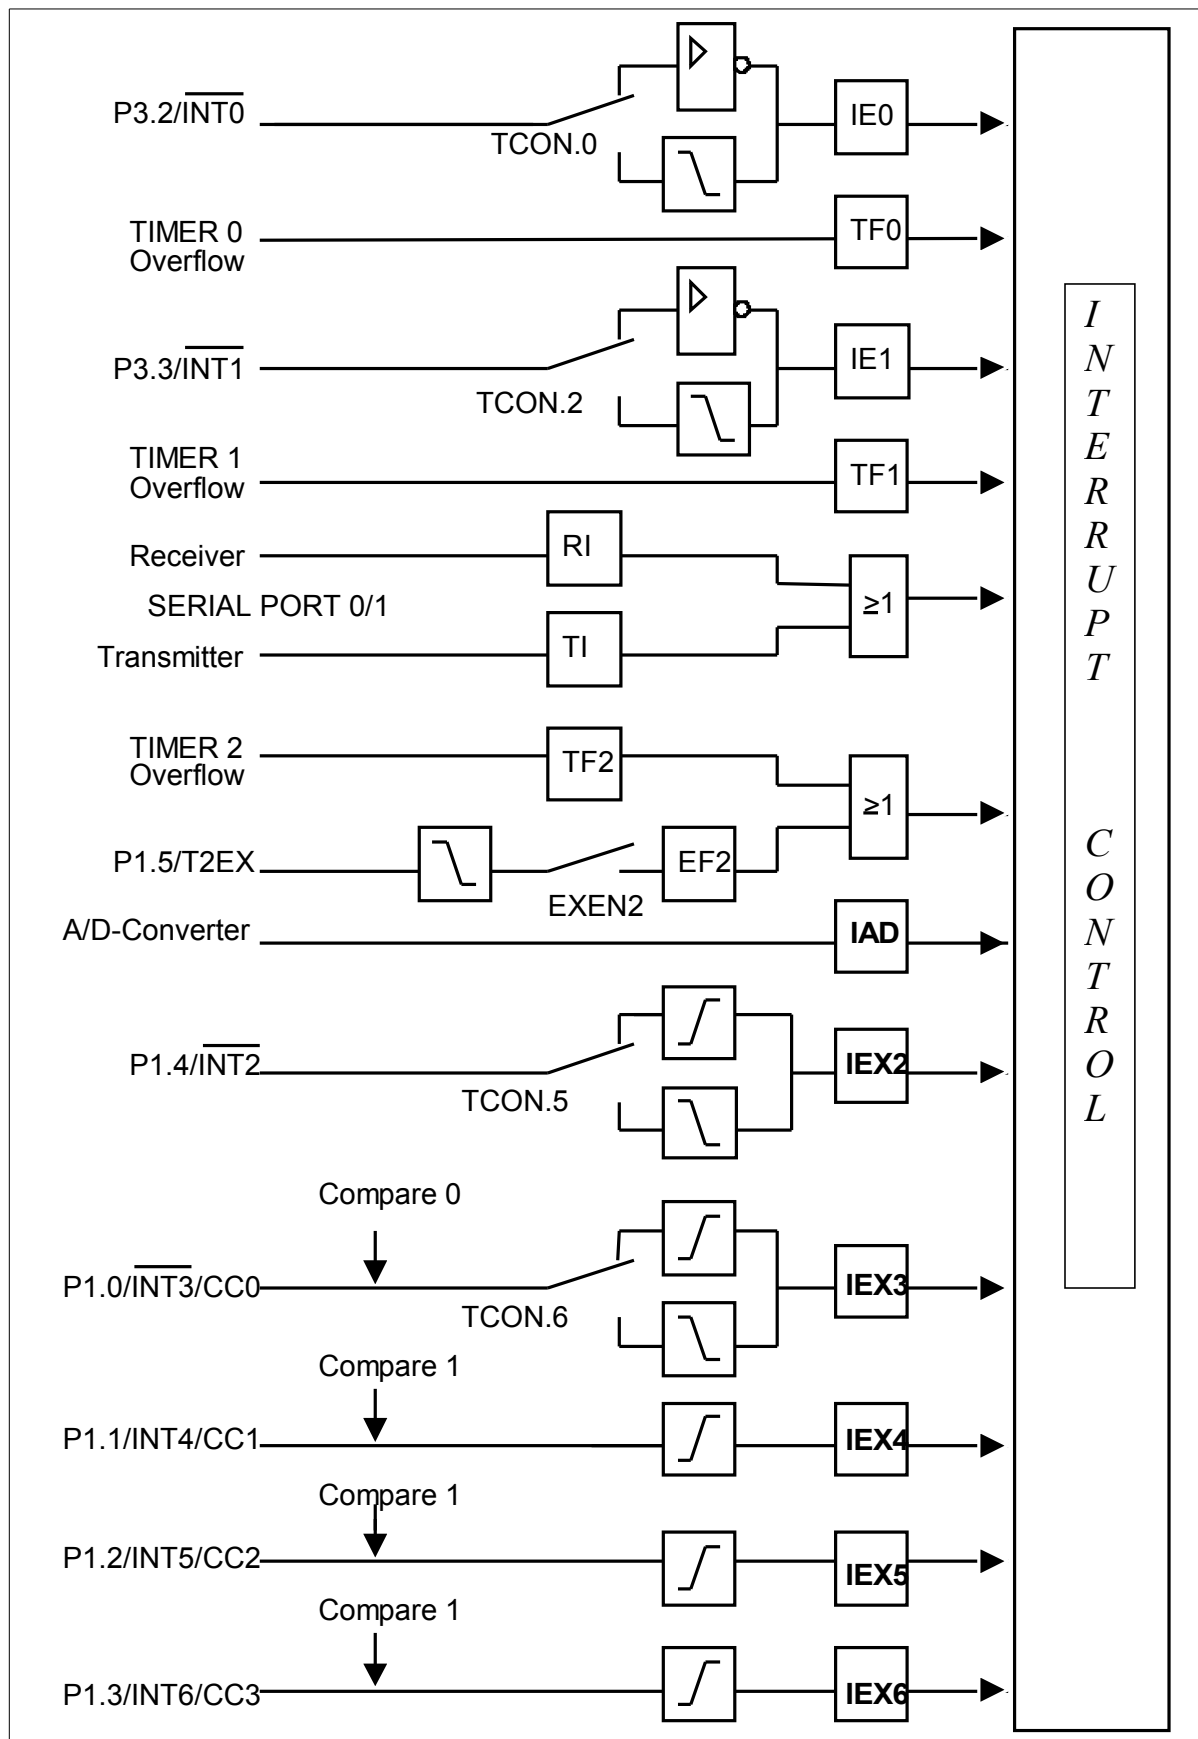 P3.2/INT0
TCON.0
IE0
TIMER 0
Overflow
TF0
P3.3/INT1
TCON.2
IE1
TIMER 1
Overflow
TF1
Receiver
RI
SERIAL PORT 0/1
≥1
Transmitter
TI
TIMER 2
Overflow
TF2
≥1
P1.5/T2EX
EXEN2
EF2
A/D-Converter
IAD
P1.4/INT2
TCON.5
IEX2
Compare 0
P1.0/INT3/CC0
TCON.6
IEX3
Compare 1
P1.1/INT4/CC1
IEX4
Compare 1
P1.2/INT5/CC2
IEX5
Compare 1
P1.3/INT6/CC3
IEX6
INTERRUPT CONTROL